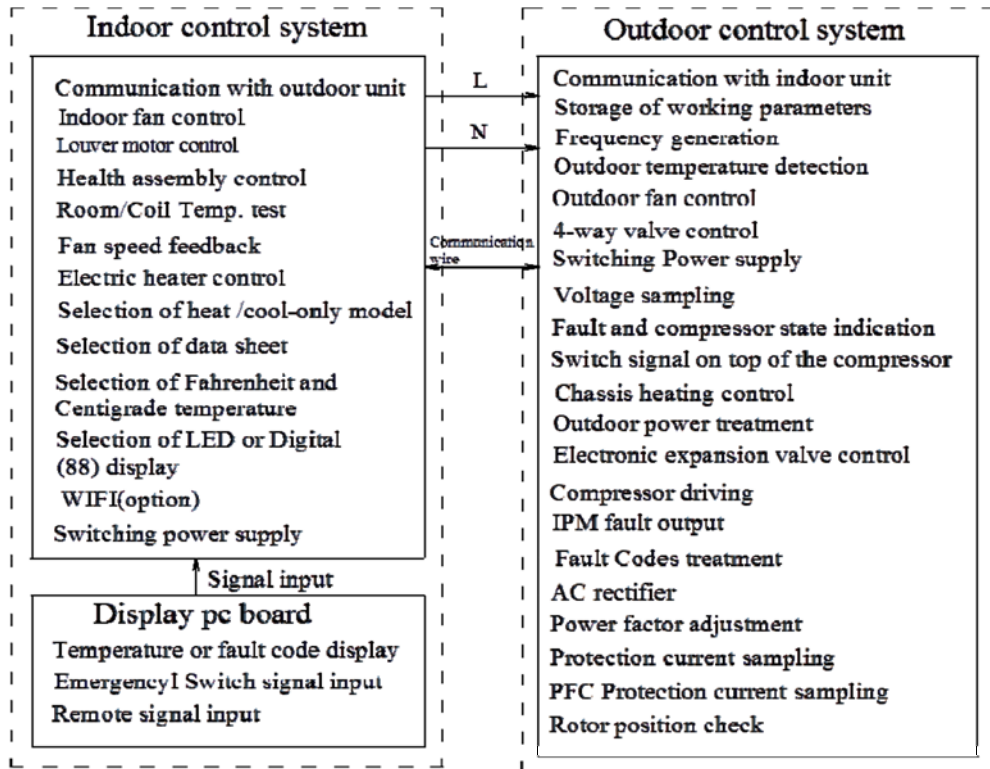 Indoor control system
Communication with outdoor unit
Indoor fan control
Louver motor control
Health assembly control
Room/Coil Temp. test
Fan speed feedback
Electric heater control
Selection of heat /cool-only model
Selection of data sheet
Selection of Fahrenheit and
Centigrade temperature
Selection of LED or Digital
(88) display
WIFI(option)
Switching power supply
Signal input
Display pc board
Temperature or fault code display
EmergencyI Switch signal input
Remote signal input
L
N
Communication
wire
Outdoor control system
Communication with indoor unit
Storage of working parameters
Frequency generation
Outdoor temperature detection
Outdoor fan control
4-way valve control
Switching Power supply
Voltage sampling
Fault and compressor state indication
Switch signal on top of the compressor
Chassis heating control
Outdoor power treatment
Electronic expansion valve control
Compressor driving
IPM fault output
Fault Codes treatment
AC rectifier
Power factor adjustment
Protection current sampling
PFC Protection current sampling
Rotor position check